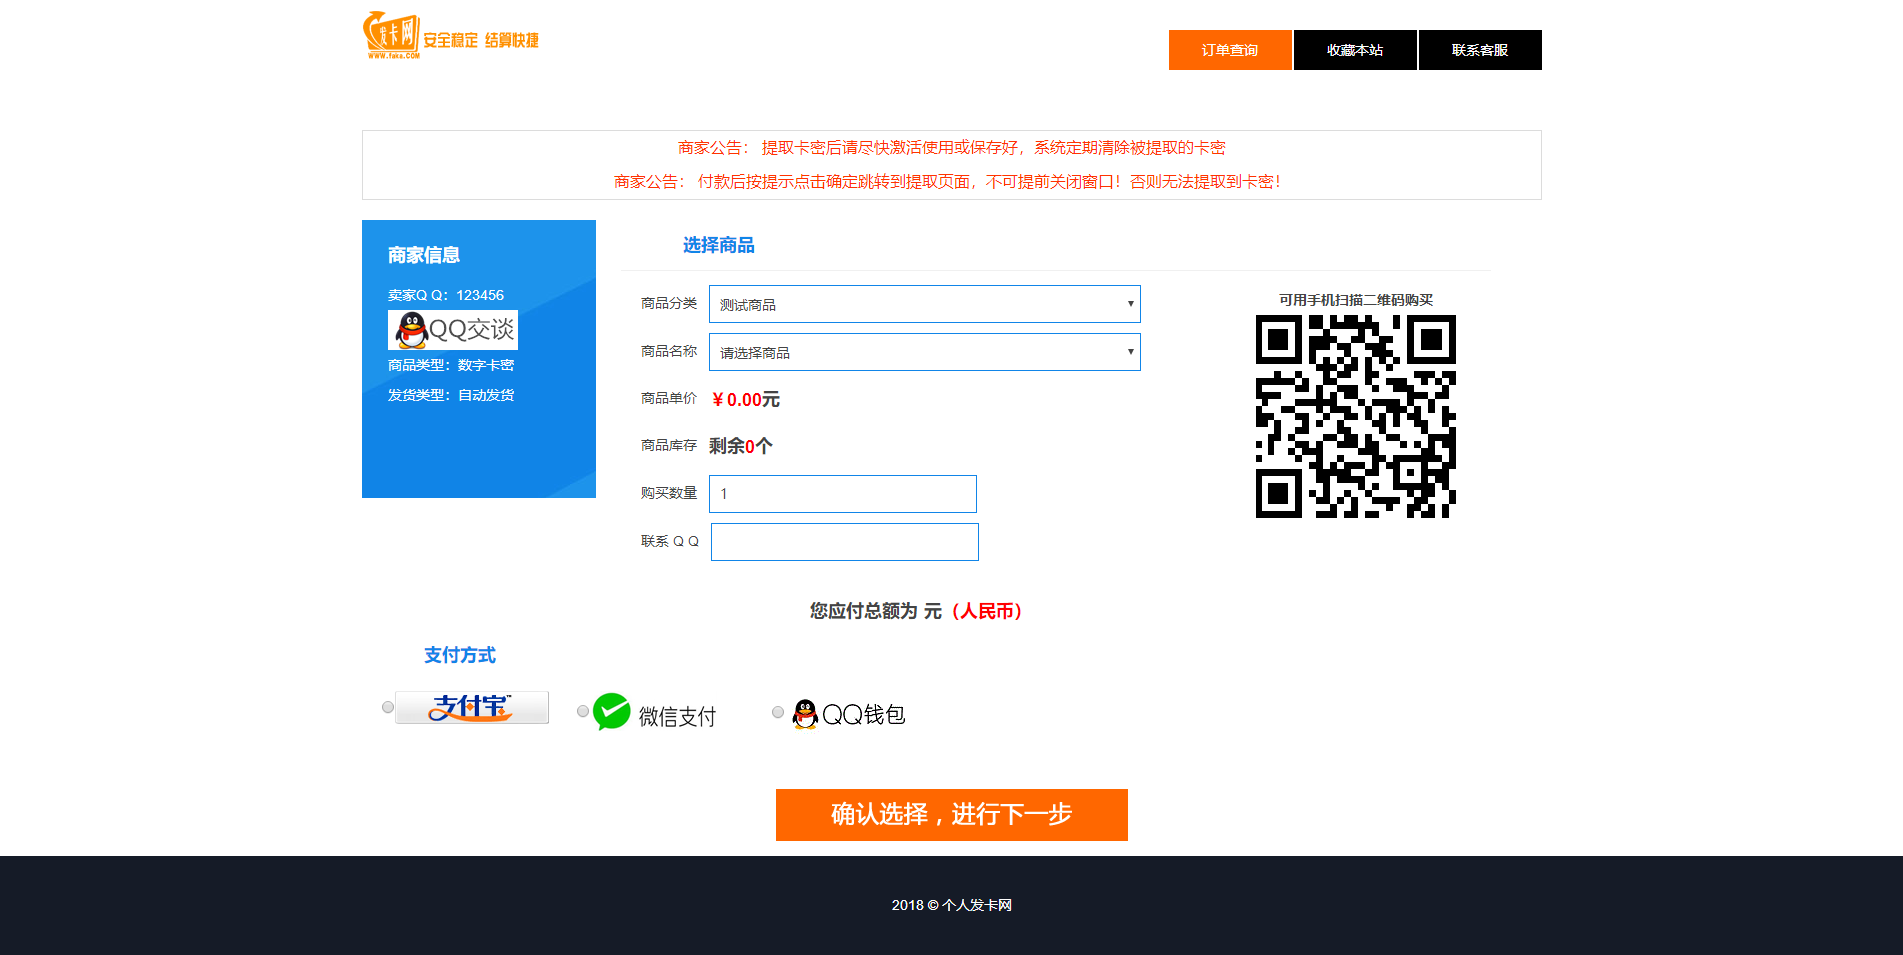 发卡网
www.faka.com
安全稳定 结算快捷
订单查询
收藏本站
联系客服
商家公告： 提取卡密后请尽快激活使用或保存好，系统定期清除被提取的卡密
商家公告： 付款后按提示点击确定跳转到提取页面，不可提前关闭窗口！否则无法提取到卡密！
商家信息
卖家Q Q：123456
QQ交谈
商品类型：数字卡密
发货类型：自动发货
选择商品
商品分类 测试商品
商品名称 请选择商品
商品单价 ￥0.00元
商品库存 剩余0个
购买数量 1
联系 Q Q
可用手机扫描二维码购买
您应付总额为 元（人民币）
支付方式
支付宝™
微信支付
QQ钱包
确认选择，进行下一步
2018 © 个人发卡网